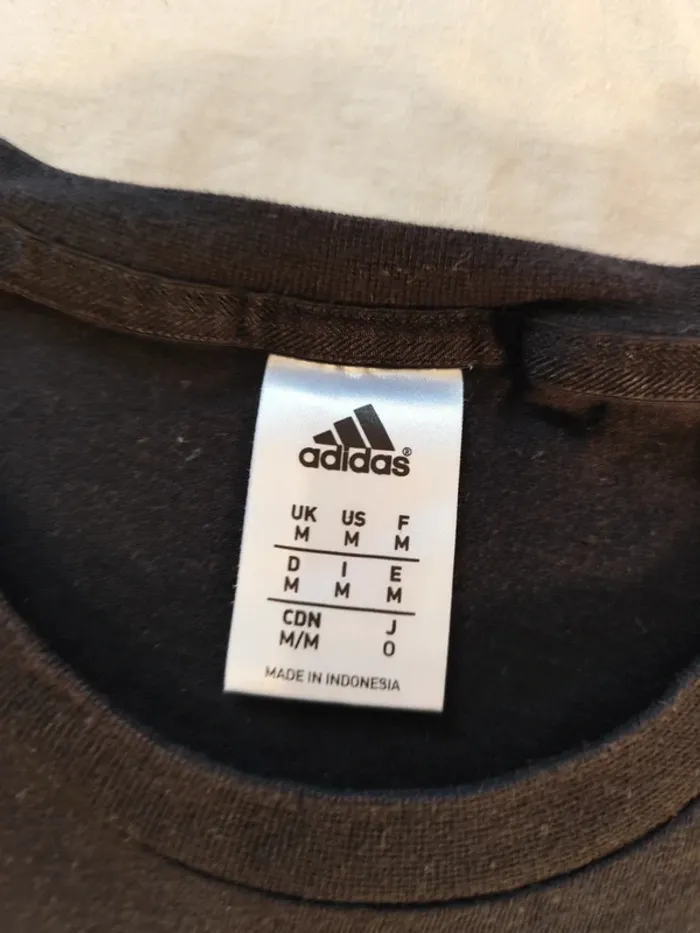 adidas®
UK US F
M M M
D I E
M M M
CDN J
M/M O
MADE IN INDONESIA